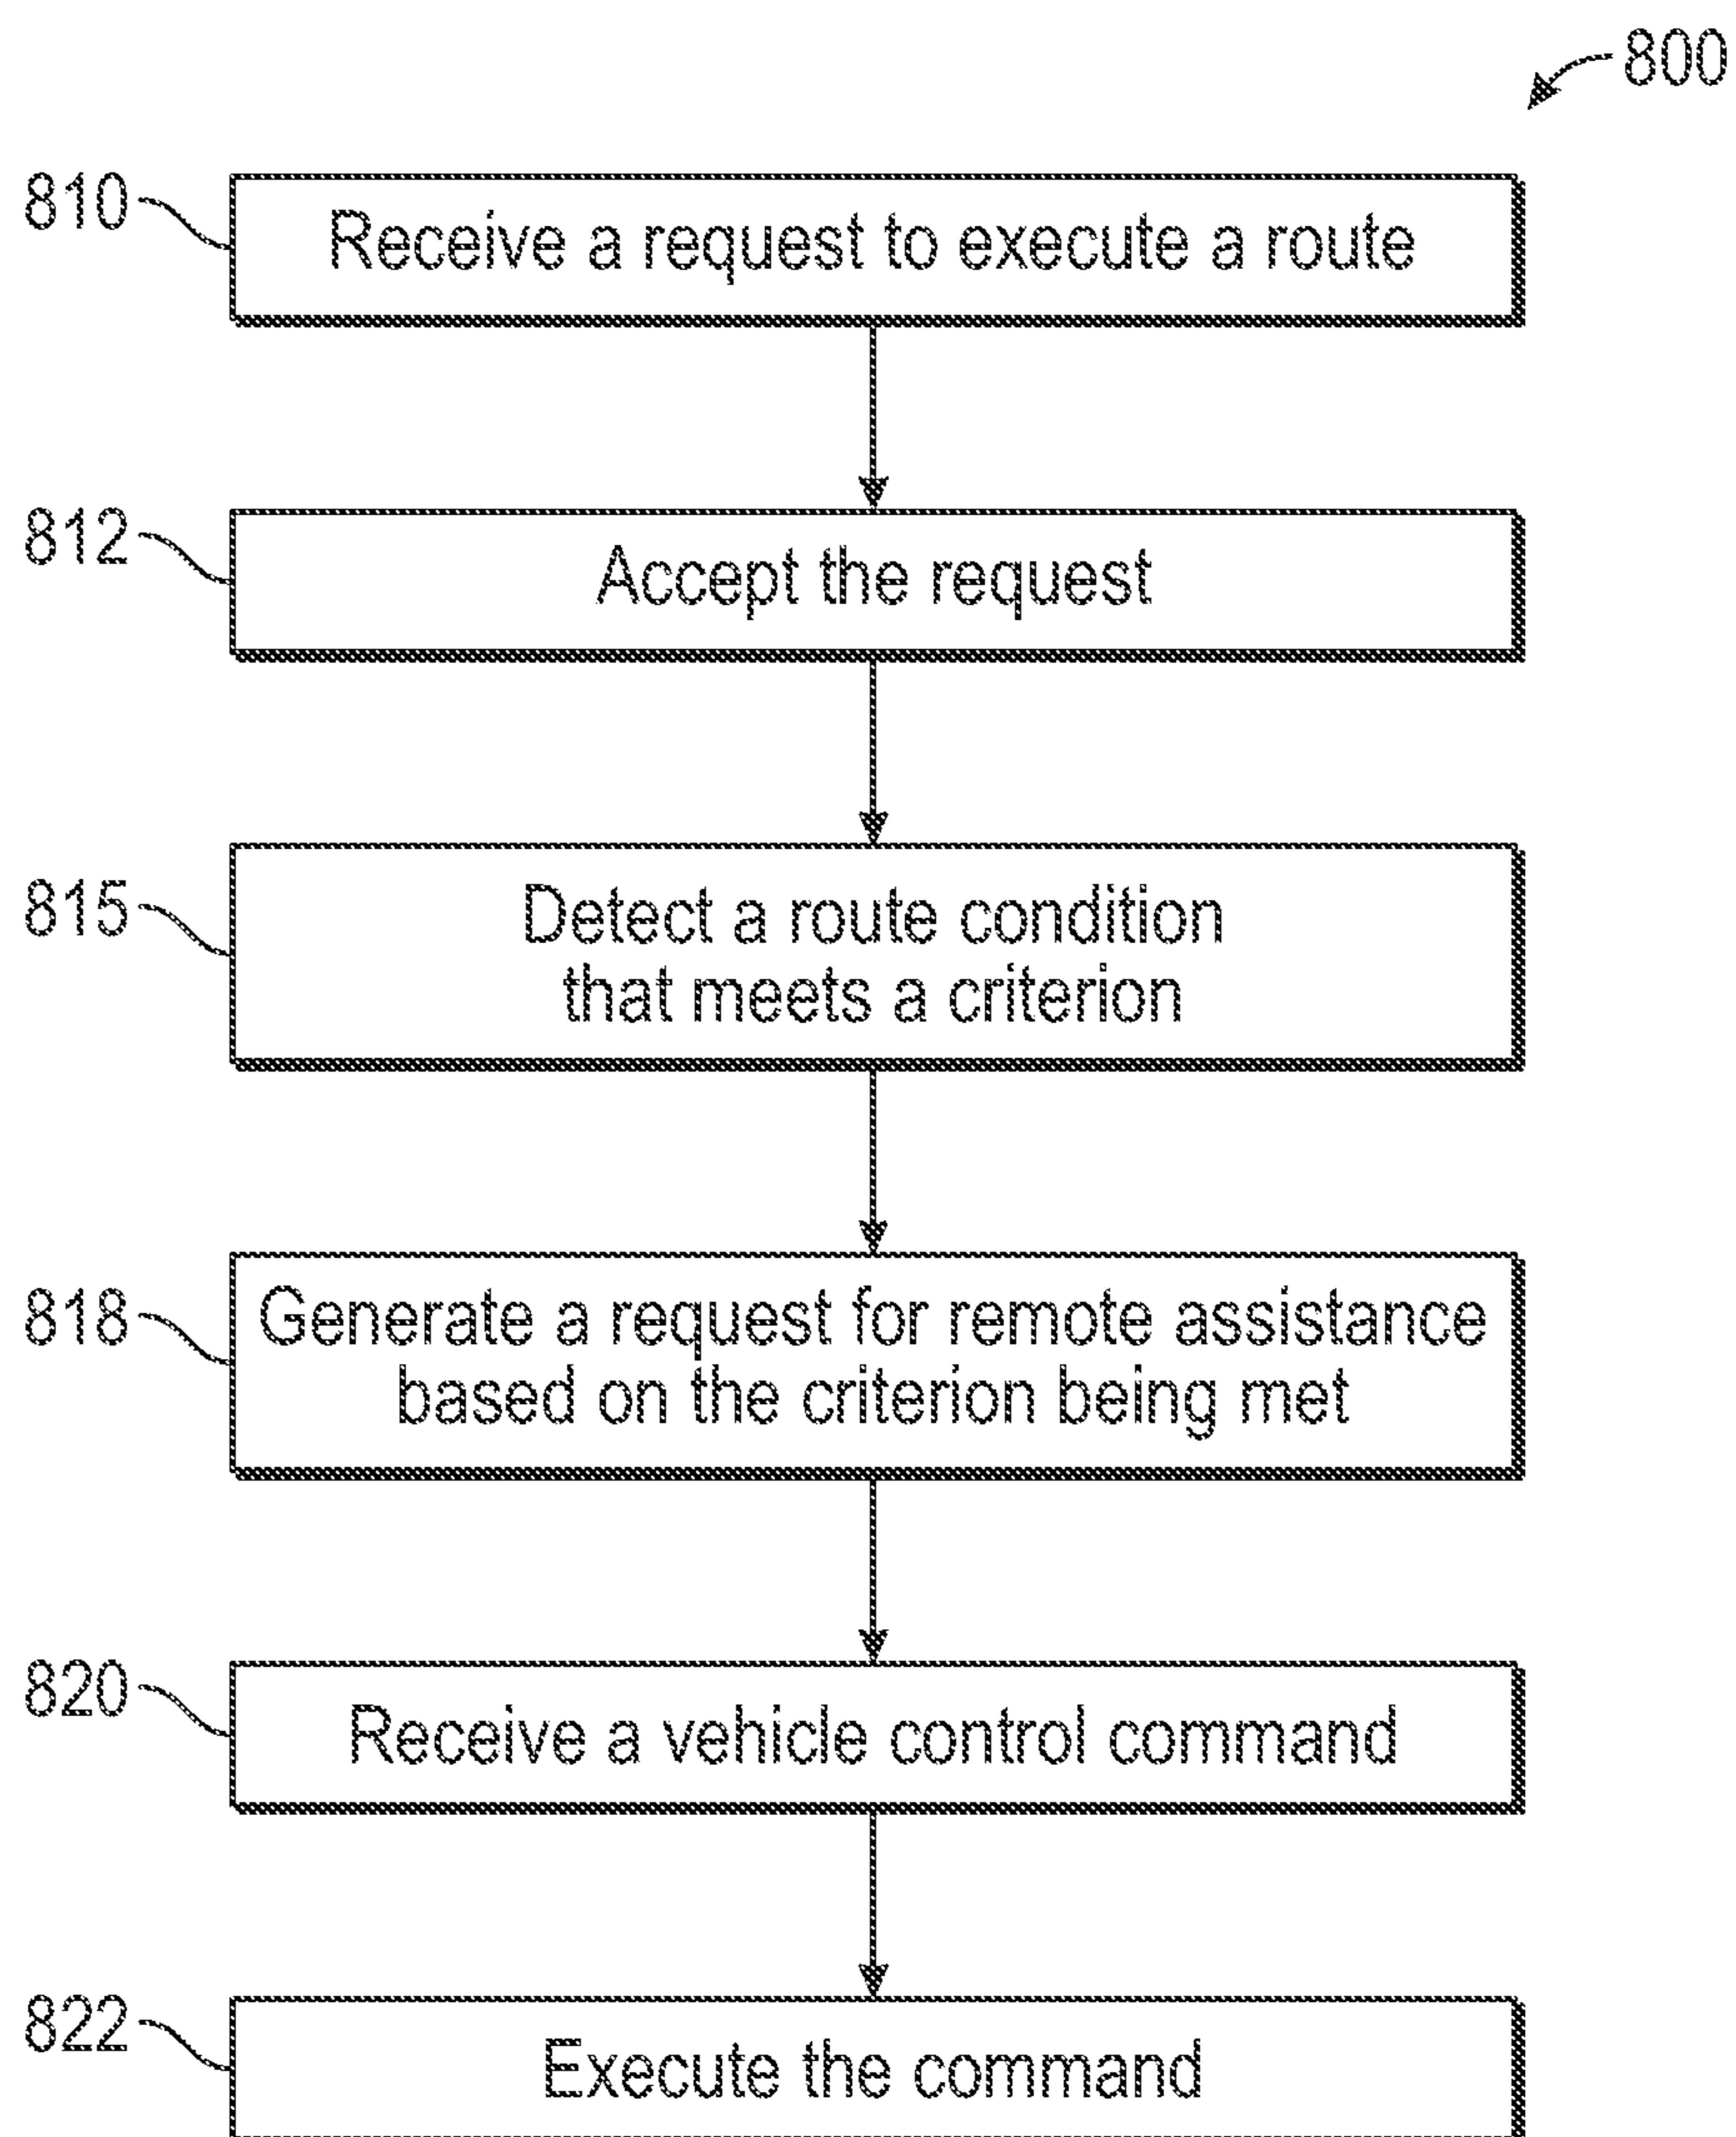 800
810
Receive a request to execute a route
812
Accept the request
815
Detect a route condition
that meets a criterion
818
Generate a request for remote assistance
based on the criterion being met
820
Receive a vehicle control command
822
Execute the command